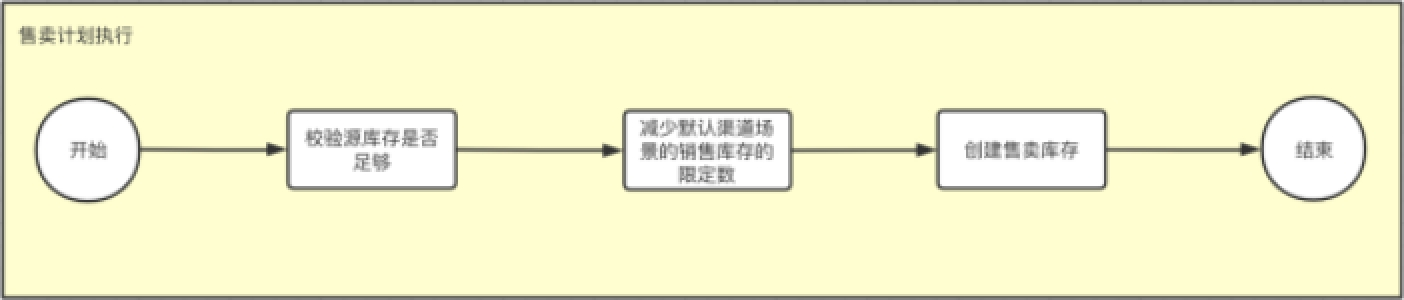 售卖计划执行
开始
校验源库存是否
足够
减少默认渠道场
景的销售库存的
限定数
创建售卖库存
结束